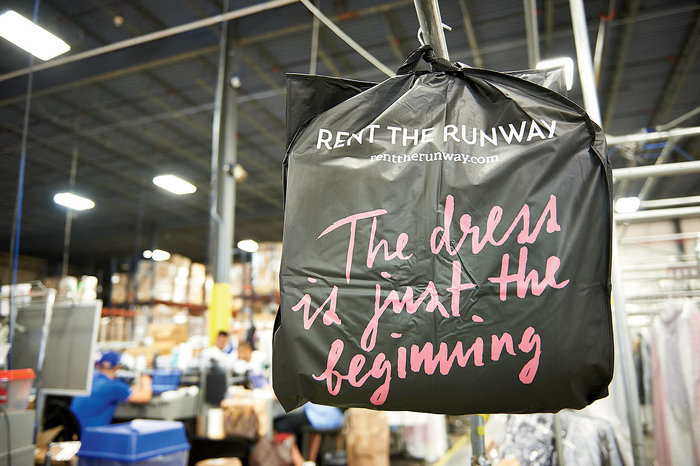 RENT THE RUNWAY
renttherunway.com
The dress
is just the
beginning